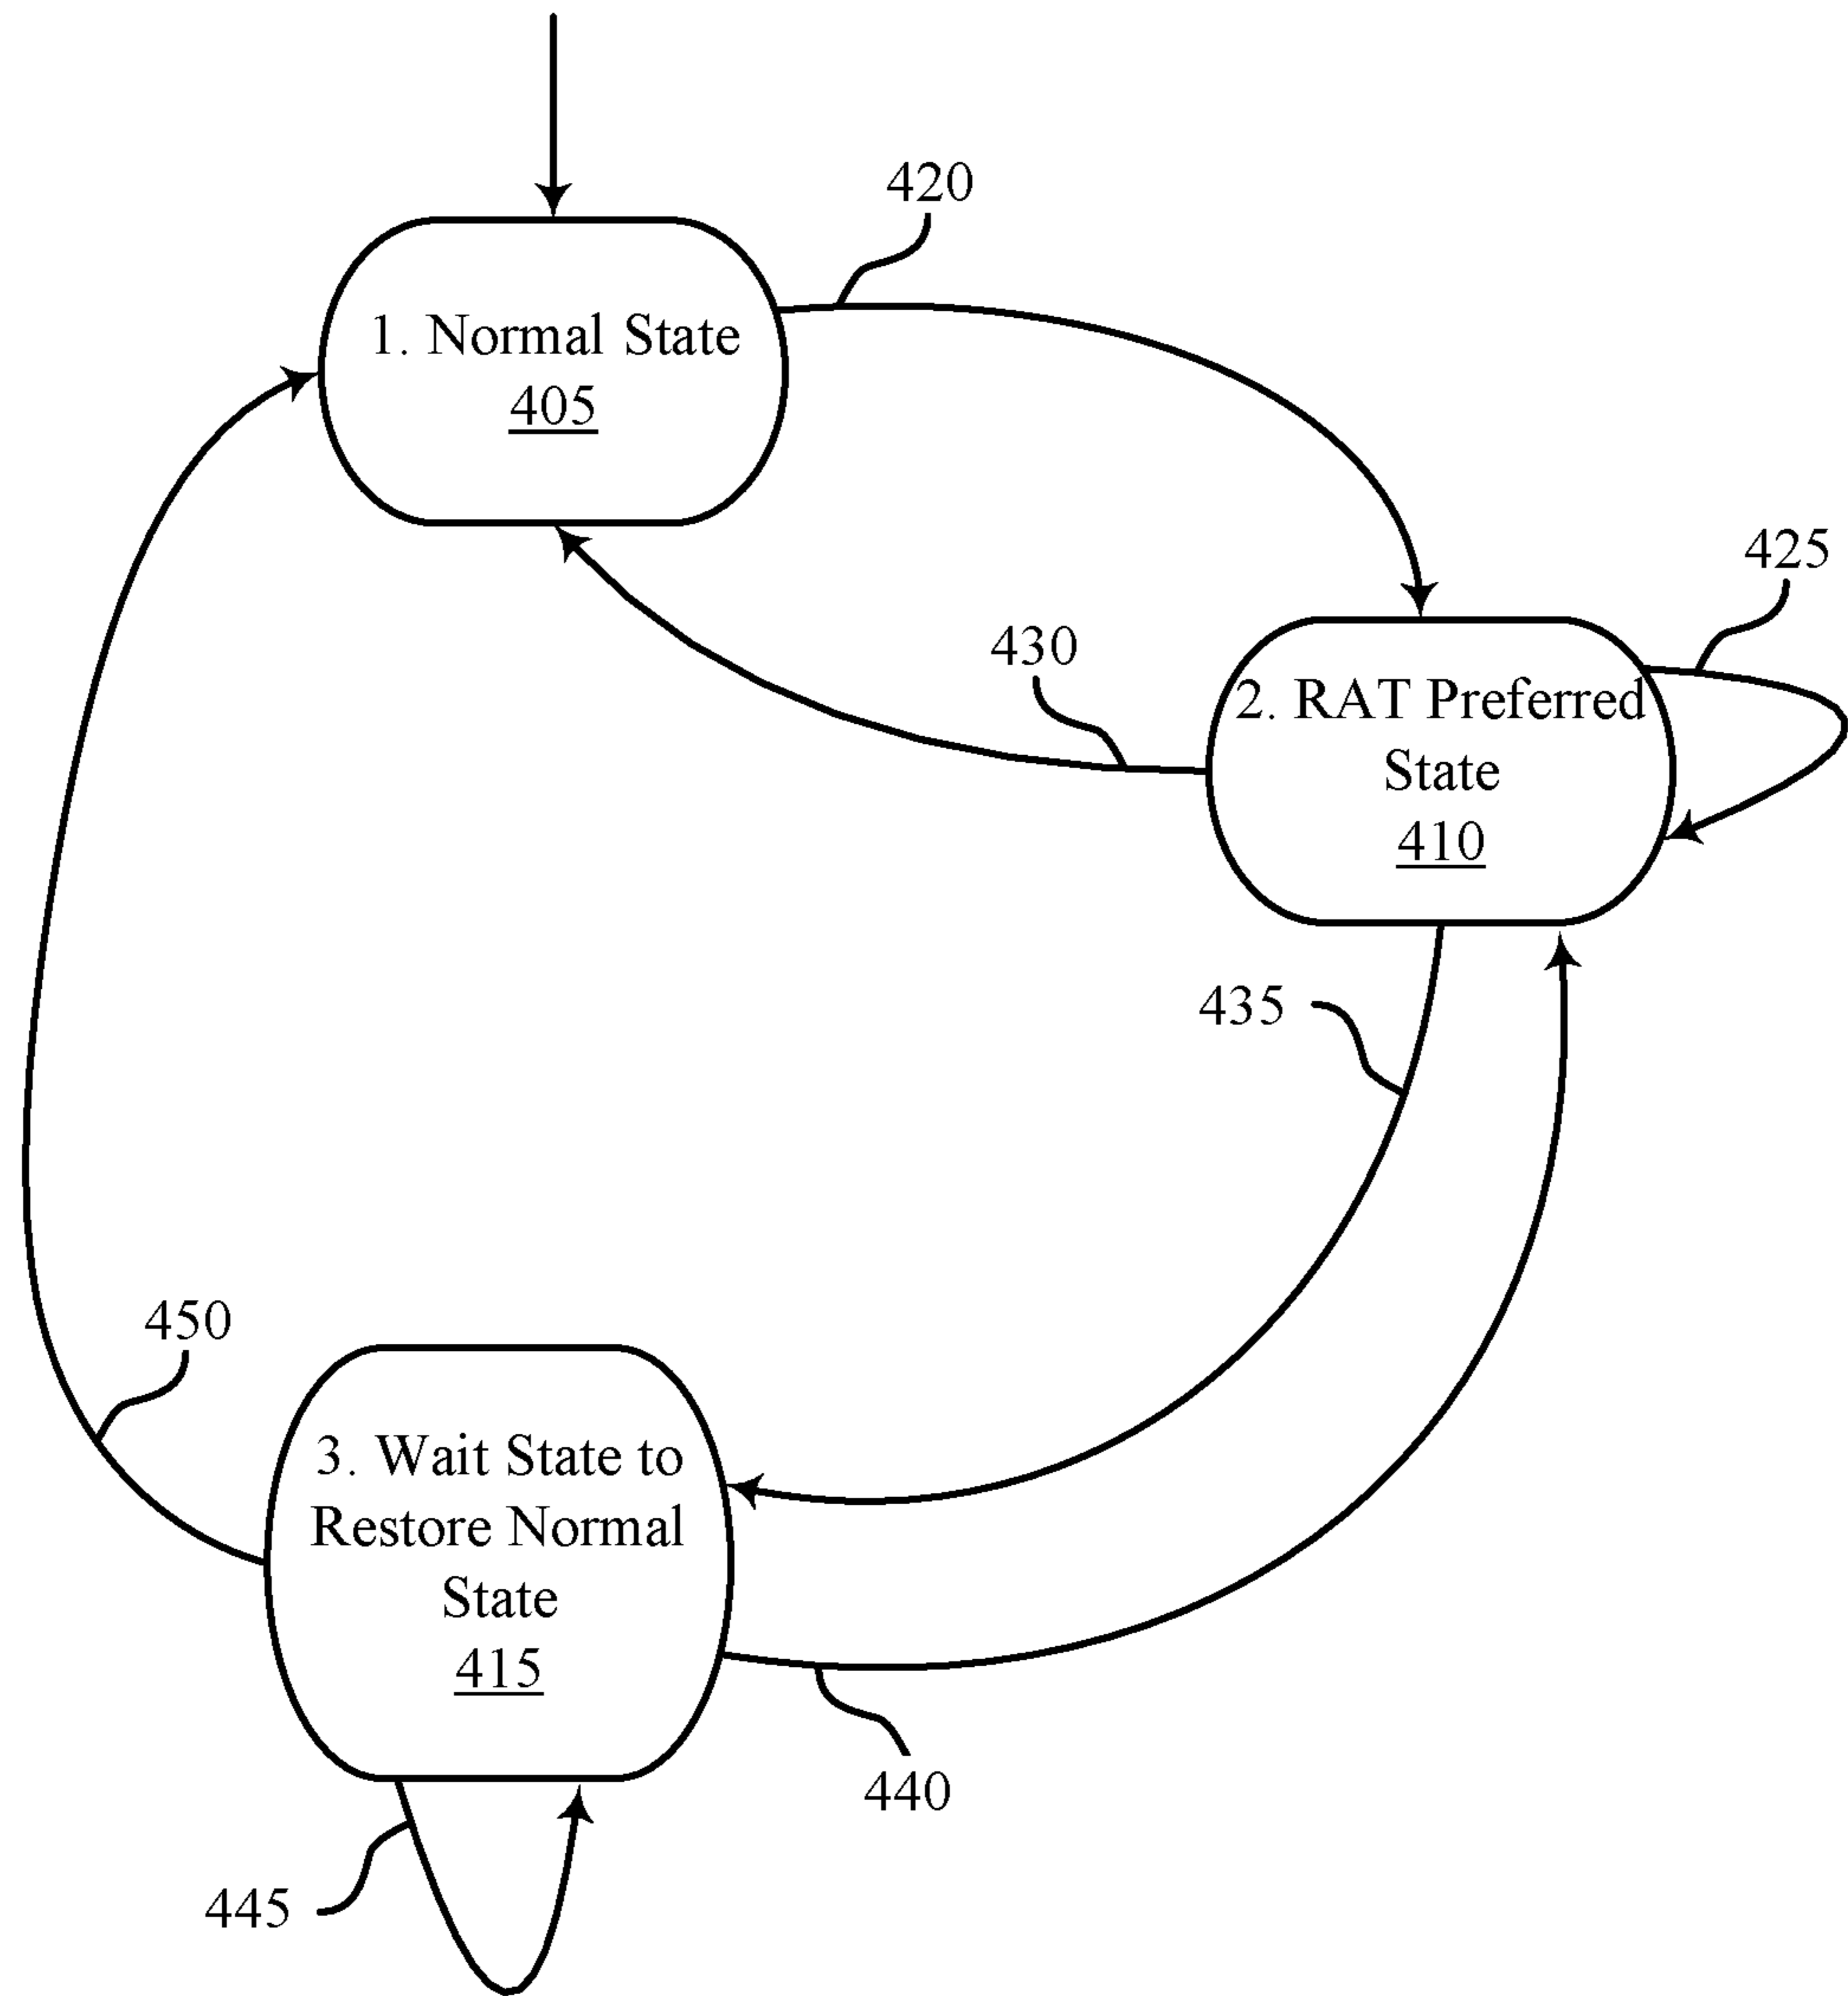 420
1. Normal State
405
425
430
2. RAT Preferred
State
410
435
450
3. Wait State to
Restore Normal
State
415
440
445